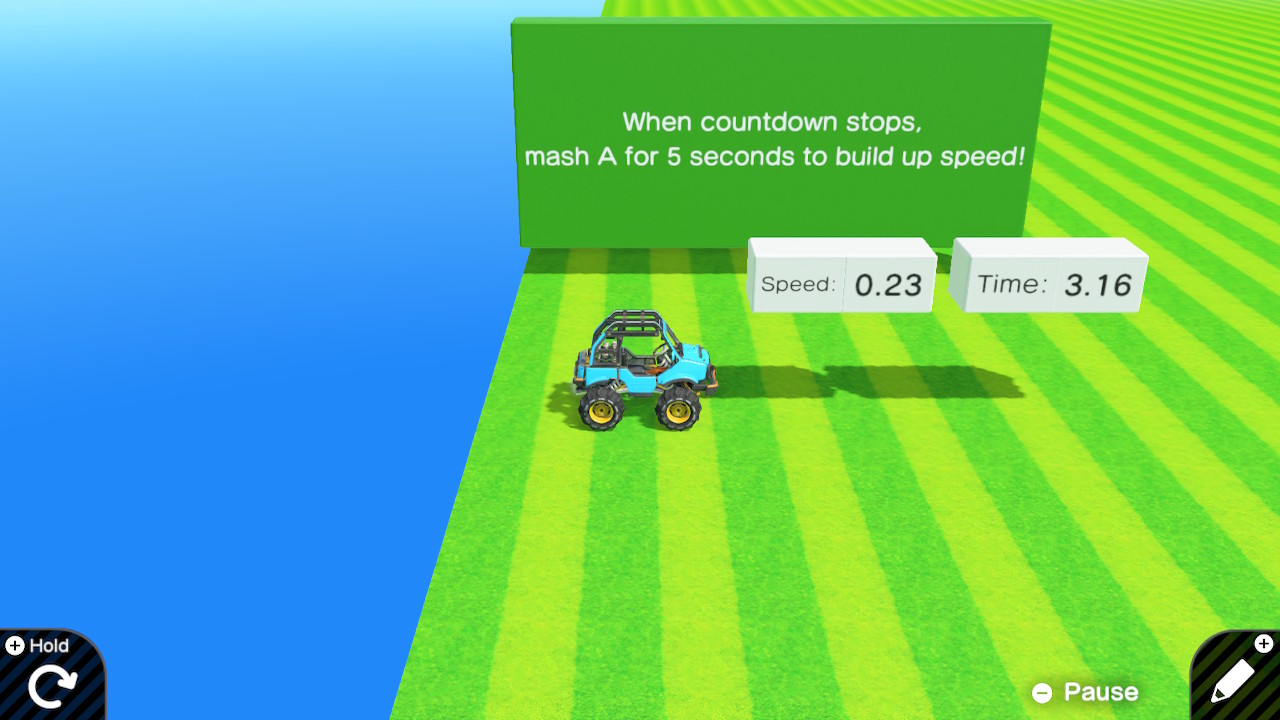 When countdown stops,
mash A for 5 seconds to build up speed!
Speed: 0.23
Time: 3.16
Hold
Pause